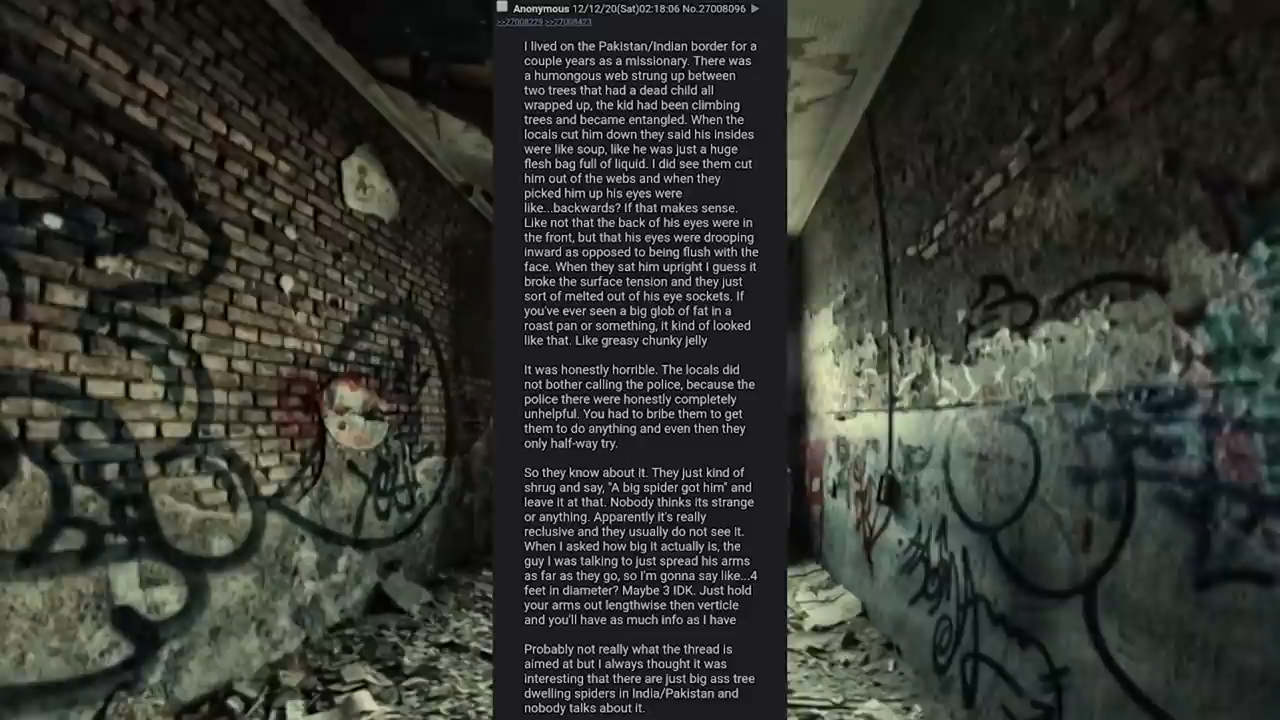 Anonymous 12/12/20(Sat)02:18:06 No.27008096 ▶
>>27008229 >>27008423
I lived on the Pakistan/Indian border for a
couple years as a missionary. There was
a humongous web strung up between
two trees that had a dead child all
wrapped up, the kid had been climbing
trees and became entangled. When the
locals cut him down they said his insides
were like soup, like he was just a huge
flesh bag full of liquid. I did see them cut
him out of the webs and when they
picked him up his eyes were
like...backwards? If that makes sense.
Like not that the back of his eyes were in
the front, but that his eyes were drooping
inward as opposed to being flush with the
face. When they sat him upright I guess it
broke the surface tension and they just
sort of melted out of his eye sockets. If
you've ever seen a big glob of fat in a
roast pan or something, it kind of looked
like that. Like greasy chunky jelly
It was honestly horrible. The locals did
not bother calling the police, because the
police there were honestly completely
unhelpful. You had to bribe them to get
them to do anything and even then they
only half-way try.
So they know about it. They just kind of
shrug and say, "A big spider got him" and
leave it at that. Nobody thinks its strange
or anything. Apparently it's really
reclusive and they usually do not see it.
When I asked how big it actually is, the
guy I was talking to just spread his arms
as far as they go, so I'm gonna say like...4
feet in diameter? Maybe 3 IDK. Just hold
your arms out lengthwise then verticle
and you'll have as much info as I have
Probably not really what the thread is
aimed at but I always thought it was
interesting that there are just big ass tree
dwelling spiders in India/Pakistan and
nobody talks about it.